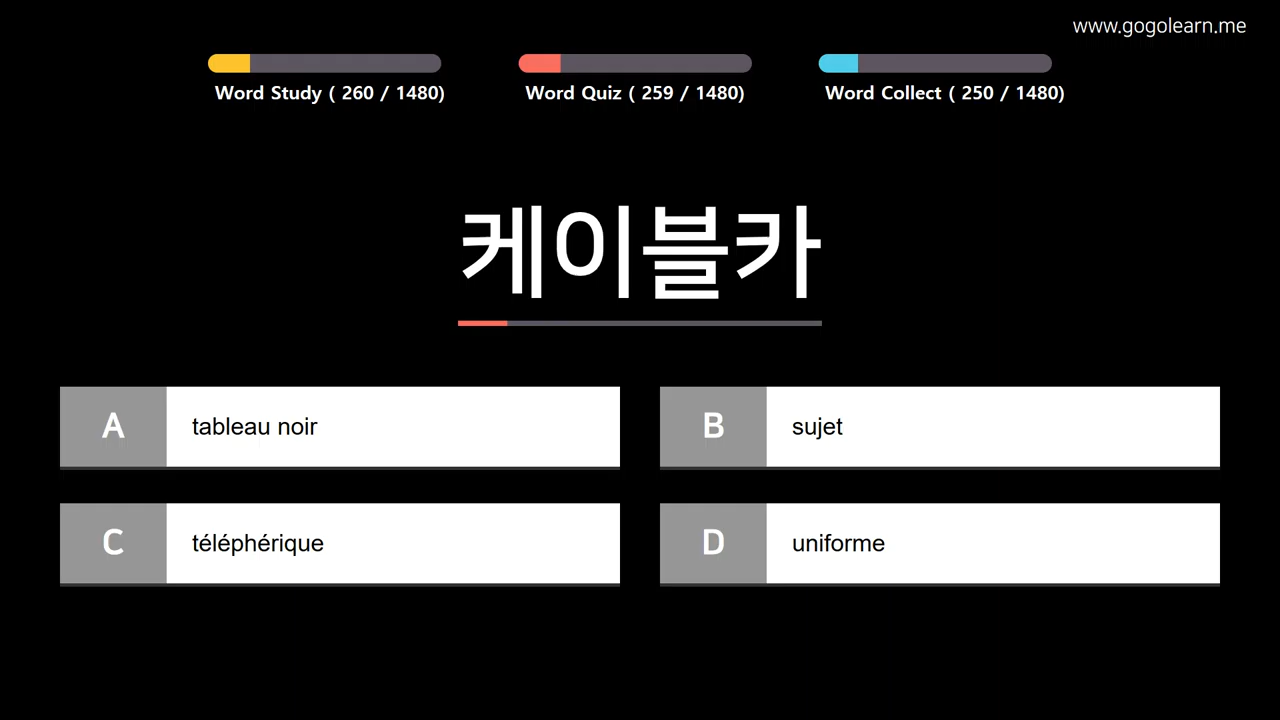 www.gogolearn.me
Word Study ( 260 / 1480)
Word Quiz ( 259 / 1480)
Word Collect ( 250 / 1480)
케이블카
A tableau noir
B sujet
C téléphérique
D uniforme